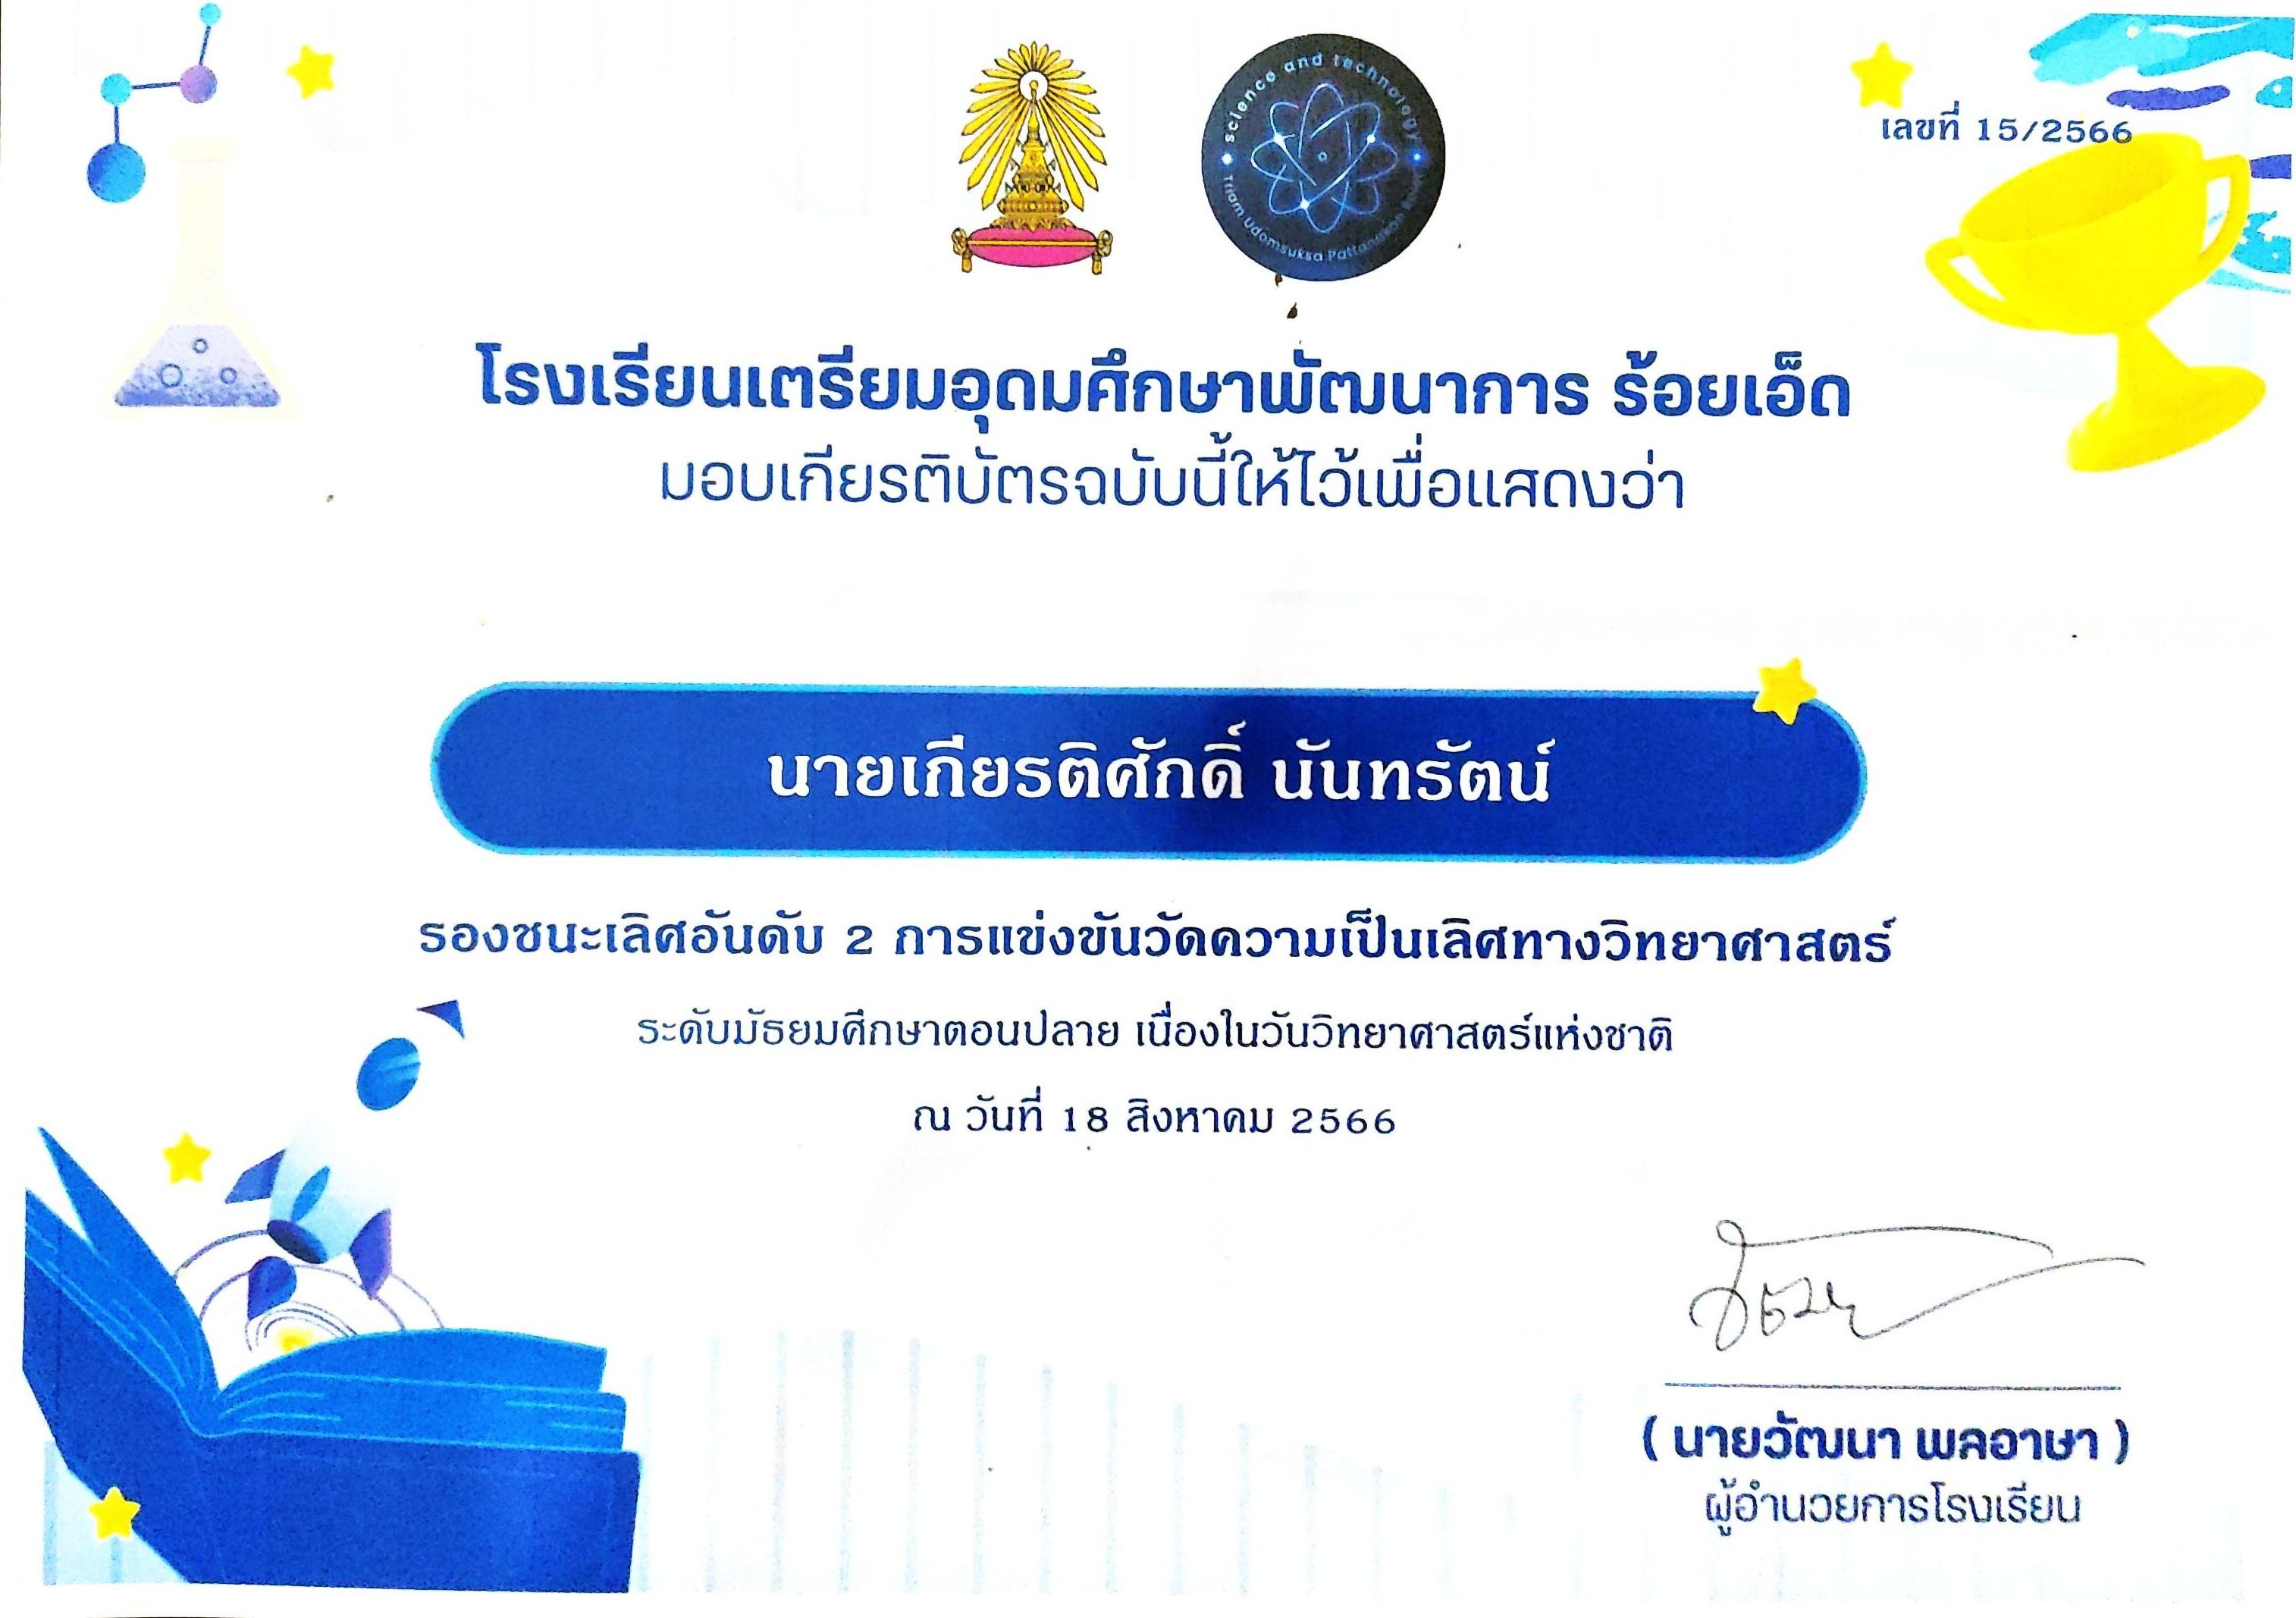 science and technology
Triam Udomsuksa Pattanakan
เลขที่ 15/2566
โรงเรียนเตรียมอุดมศึกษาพัฒนาการ ร้อยเอ็ด
มอบเกียรติบัตรฉบับนี้ให้ไว้เพื่อแสดงว่า
นายเกียรติศักดิ์ นันทรัตน์
รองชนะเลิศอันดับ 2 การแข่งขันวัดความเป็นเลิศทางวิทยาศาสตร์
ระดับมัธยมศึกษาตอนปลาย เนื่องในวันวิทยาศาสตร์แห่งชาติ
ณ วันที่ 18 สิงหาคม 2566
( นายวัฒนา พลอาษา )
ผู้อำนวยการโรงเรียน